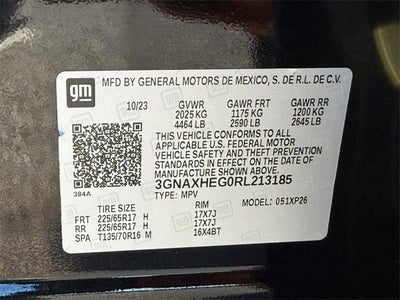 gm
MFD BY GENERAL MOTORS DE MEXICO, S. DE R.L. DE C.V.
10/23 GVWR GAWR FRT GAWR RR
2025 KG 1175 KG 1200 KG
4464 LB 2590 LB 2645 LB
THIS VEHICLE CONFORMS TO ALL
APPLICABLE U.S. FEDERAL MOTOR
VEHICLE SAFETY, BUMPER, AND THEFT
PREVENTION STANDARDS IN
EFFECT ON THE DATE OF
MANUFACTURE SHOWN ABOVE.
384A
3GNAXHEG0RL213185
TYPE: MPV MODEL: 051XP26
TIRE SIZE RIM
FRT 225/65R17 H 17X7J
RR 225/65R17 H 17X7J
SPA T135/70R16 M 16X4BT